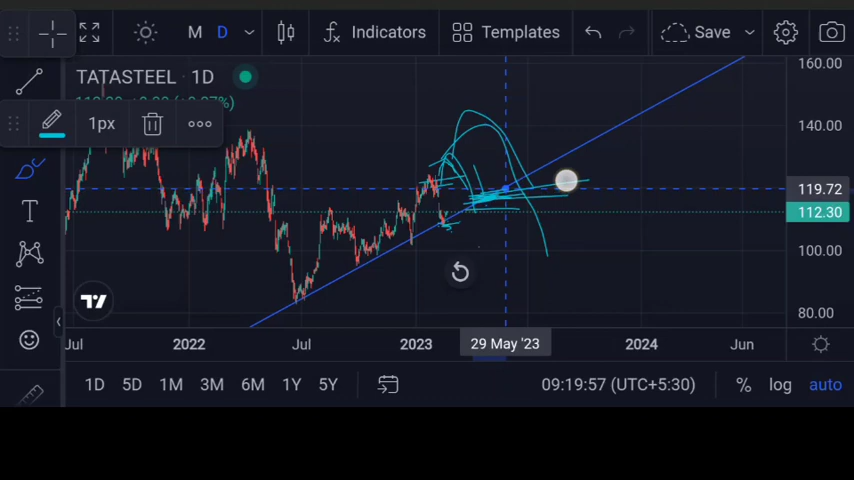 M D Indicators Templates Save
TATASTEEL · 1D
1px
160.00
140.00
119.72
112.30
100.00
80.00
T
Jul 2022 Jul 2023 29 May '23 2024 Jun
1D 5D 1M 3M 6M 1Y 5Y 09:19:57 (UTC+5:30) % log auto